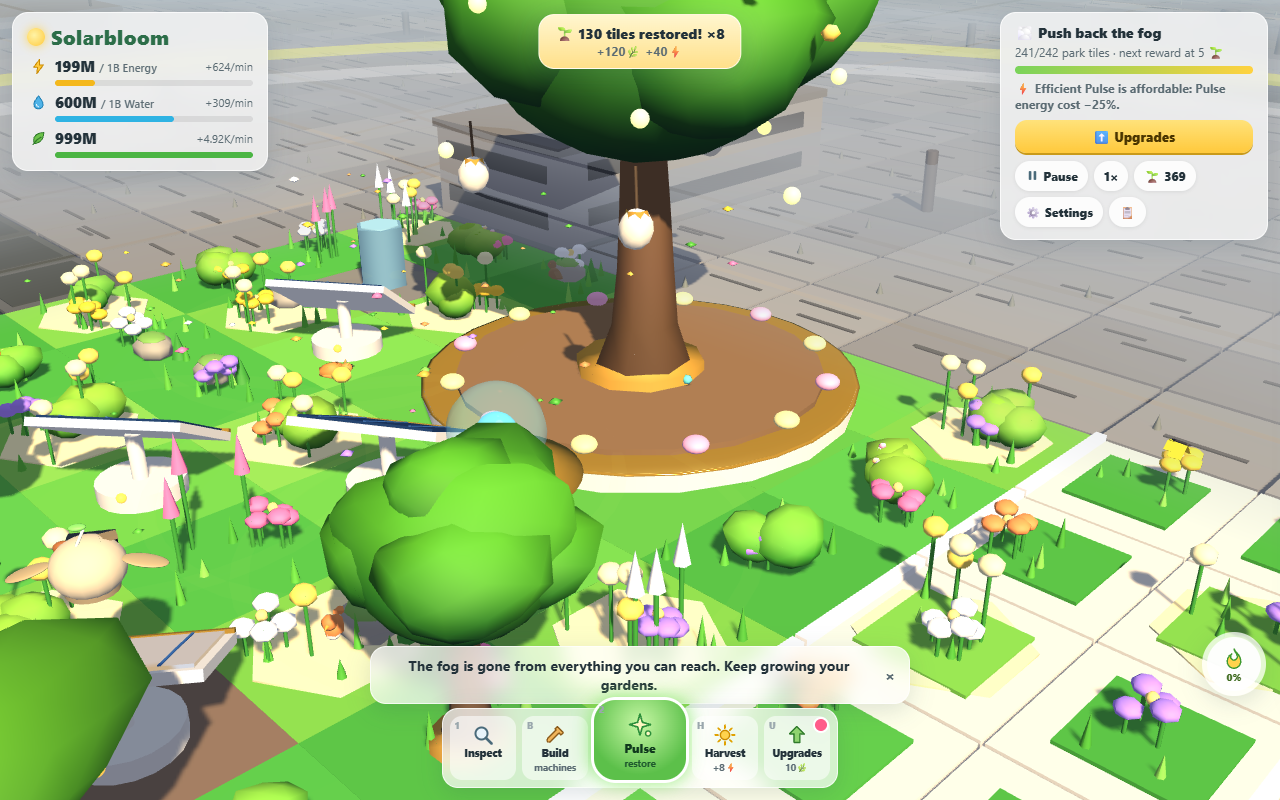 Solarbloom
199M / 1B Energy +624/min
600M / 1B Water +309/min
999M +4.92K/min
130 tiles restored! ×8
+120 +40
Push back the fog
241/242 park tiles · next reward at 5
Efficient Pulse is affordable: Pulse
energy cost −25%.
Upgrades
Pause
1×
369
Settings
0%
The fog is gone from everything you can reach. Keep growing your
gardens.
×
1
Inspect
B
Build
machines
Pulse
restore
H
Harvest
+8
U
Upgrades
10